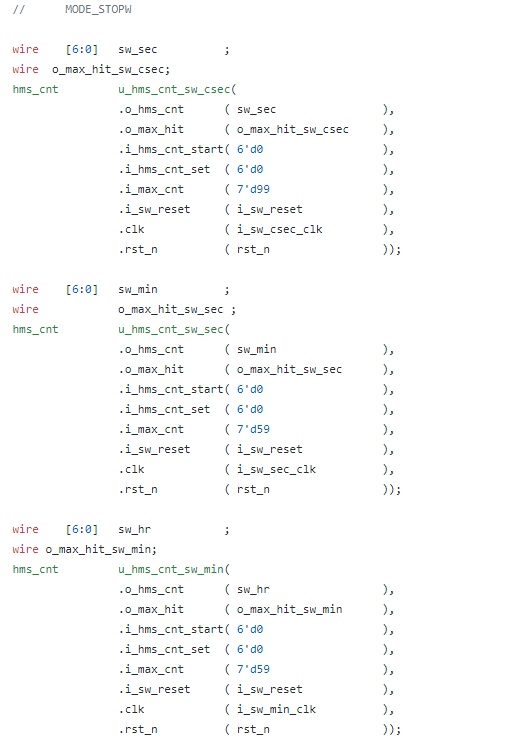 //      MODE_STOPW
wire    [6:0]   sw_sec          ;
wire  o_max_hit_sw_csec;
hms_cnt         u_hms_cnt_sw_csec(
                .o_hms_cnt      ( sw_sec                ),
                .o_max_hit      ( o_max_hit_sw_csec     ),
                .i_hms_cnt_start( 6'd0                  ),
                .i_hms_cnt_set  ( 6'd0                  ),
                .i_max_cnt      ( 7'd99                 ),
                .i_sw_reset     ( i_sw_reset            ),
                .clk            ( i_sw_csec_clk         ),
                .rst_n          ( rst_n                 ));
wire    [6:0]   sw_min          ;
wire            o_max_hit_sw_sec ;
hms_cnt         u_hms_cnt_sw_sec(
                .o_hms_cnt      ( sw_min                ),
                .o_max_hit      ( o_max_hit_sw_sec      ),
                .i_hms_cnt_start( 6'd0                  ),
                .i_hms_cnt_set  ( 6'd0                  ),
                .i_max_cnt      ( 7'd59                 ),
                .i_sw_reset     ( i_sw_reset            ),
                .clk            ( i_sw_sec_clk          ),
                .rst_n          ( rst_n                 ));
wire    [6:0]   sw_hr           ;
wire o_max_hit_sw_min;
hms_cnt         u_hms_cnt_sw_min(
                .o_hms_cnt      ( sw_hr                 ),
                .o_max_hit      ( o_max_hit_sw_min      ),
                .i_hms_cnt_start( 6'd0                  ),
                .i_hms_cnt_set  ( 6'd0                  ),
                .i_max_cnt      ( 7'd59                 ),
                .i_sw_reset     ( i_sw_reset            ),
                .clk            ( i_sw_min_clk          ),
                .rst_n          ( rst_n                 ));